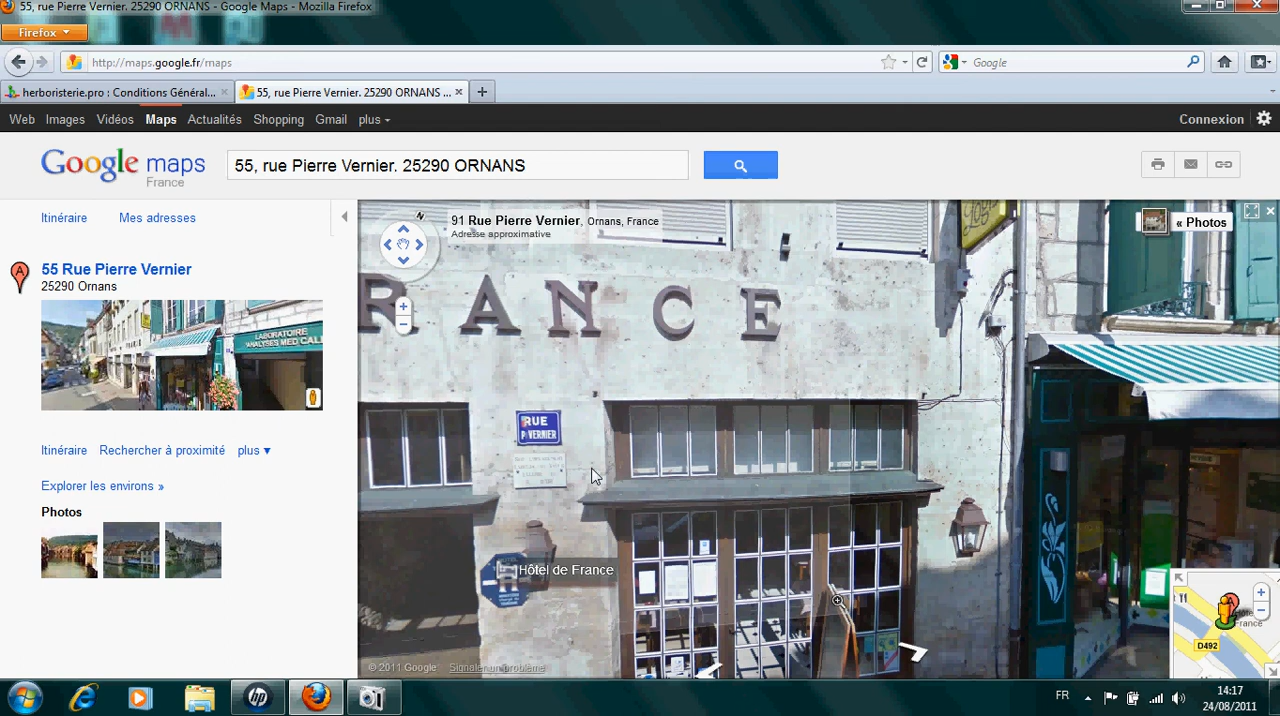 55, rue Pierre Vernier. 25290 ORNANS - Google Maps - Mozilla Firefox
Firefox
http://maps.google.fr/maps
Google
herboristerie.pro : Conditions Général...
55, rue Pierre Vernier. 25290 ORNANS ...
Web Images Vidéos Maps Actualités Shopping Gmail plus
Connexion
Google maps
France
55, rue Pierre Vernier. 25290 ORNANS
Itinéraire Mes adresses
91 Rue Pierre Vernier, Ornans, France
Adresse approximative
« Photos
A
55 Rue Pierre Vernier
25290 Ornans
LABORATOIRE
Itinéraire Rechercher à proximité plus
Explorer les environs »
Photos
RANCE
RUE
P. VERNIER
H
Hôtel de France
© 2011 Google Signaler un problème
France
D492
FR
14:17
24/08/2011